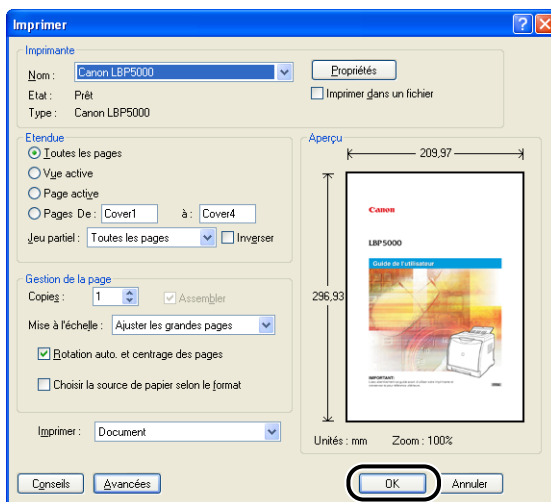 Imprimer
Imprimante
Nom : Canon LBP5000
Propriétés
Etat : Prêt
Imprimer dans un fichier
Type : Canon LBP5000
Etendue
Toutes les pages
Vue active
Page active
Pages De : Cover1 à : Cover4
Jeu partiel : Toutes les pages Inverser
Gestion de la page
Copies : 1 Assembler
Mise à l'échelle : Ajuster les grandes pages
Rotation auto. et centrage des pages
Choisir la source de papier selon le format
Imprimer : Document
Aperçu
209,97
296,93
Canon
LBP5000
Guide de l'utilisateur
IMPORTANT:
Unités : mm Zoom : 100%
Conseils
Avancées
OK
Annuler